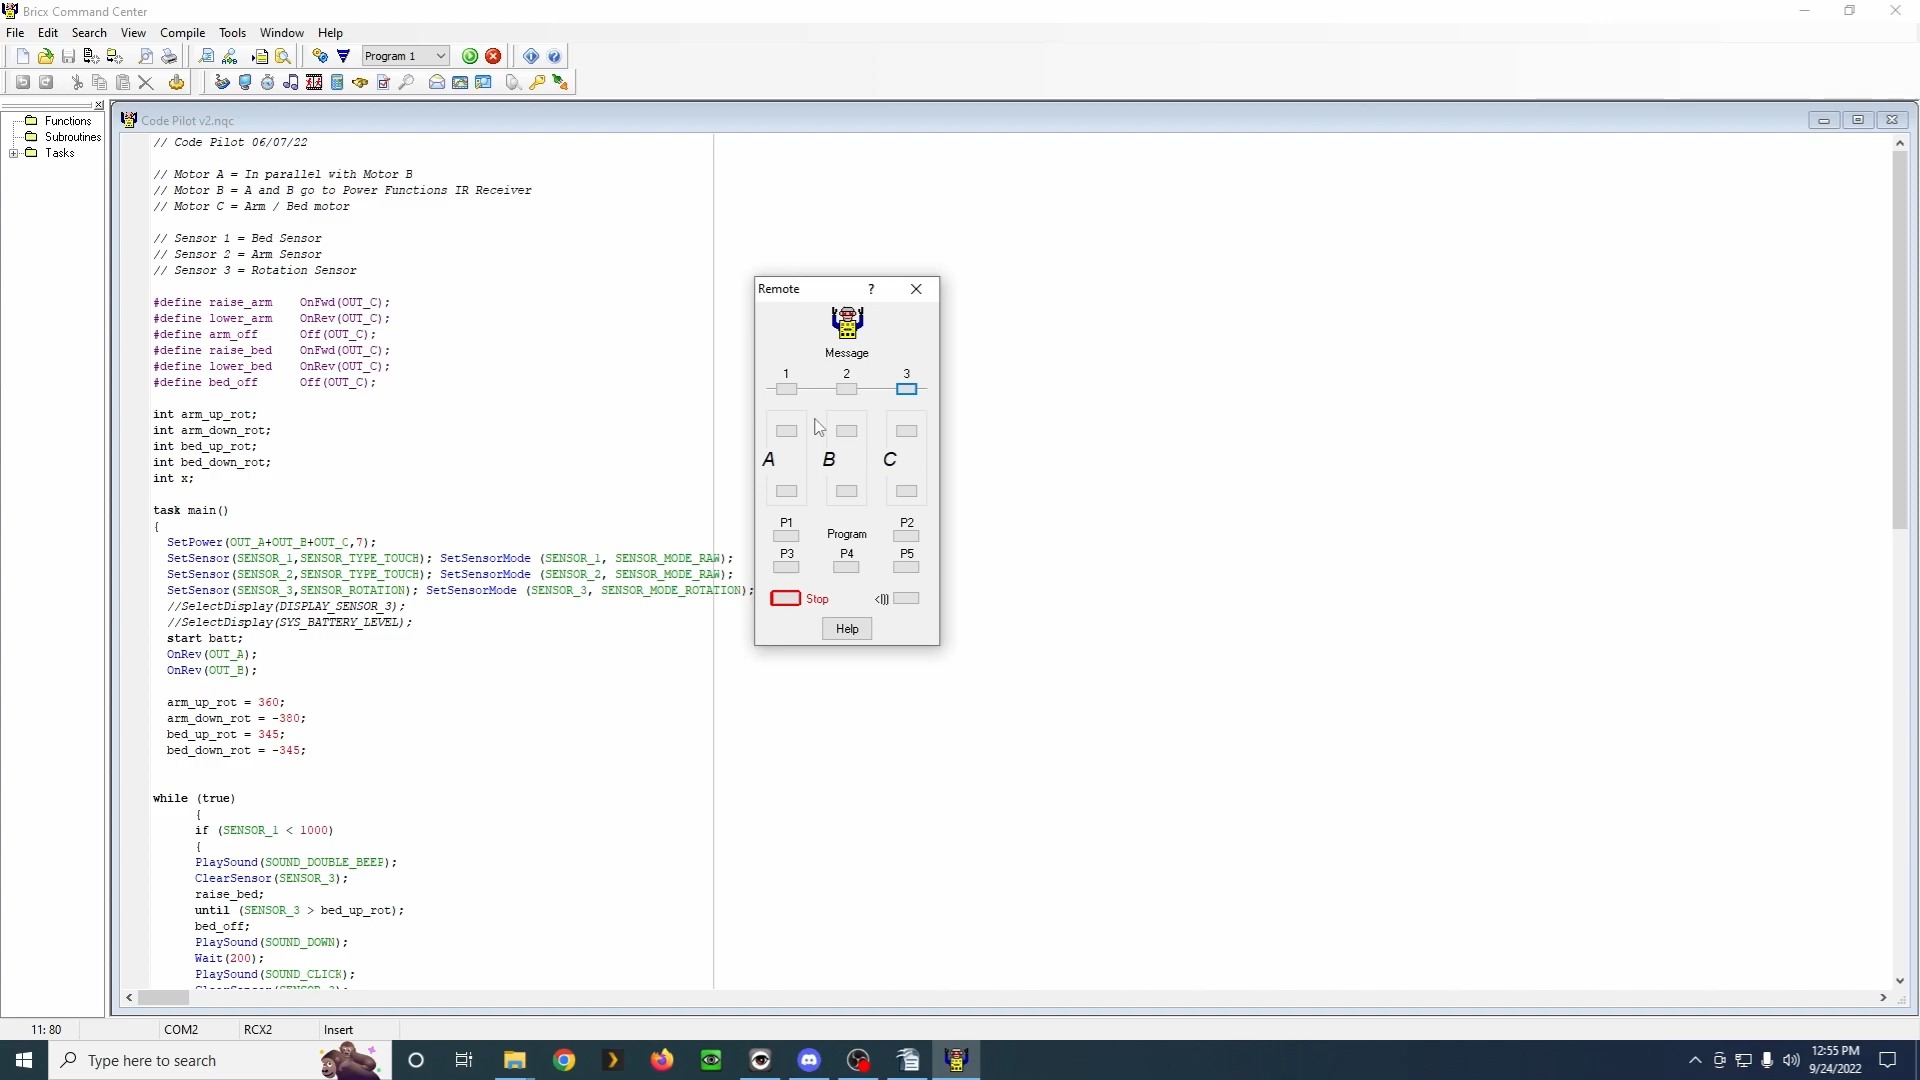 Bricx Command Center
File Edit Search View Compile Tools Window Help
Program 1
Functions
Subroutines
Tasks
Code Pilot v2.nqc
// Code Pilot 06/07/22
// Motor A = In parallel with Motor B
// Motor B = A and B go to Power Functions IR Receiver
// Motor C = Arm / Bed motor
// Sensor 1 = Bed Sensor
// Sensor 2 = Arm Sensor
// Sensor 3 = Rotation Sensor
#define raise_arm OnFwd(OUT_C);
#define lower_arm OnRev(OUT_C);
#define arm_off Off(OUT_C);
#define raise_bed OnFwd(OUT_C);
#define lower_bed OnRev(OUT_C);
#define bed_off Off(OUT_C);
int arm_up_rot;
int arm_down_rot;
int bed_up_rot;
int bed_down_rot;
int x;
task main()
{
SetPower(OUT_A+OUT_B+OUT_C,7);
SetSensor(SENSOR_1,SENSOR_TYPE_TOUCH); SetSensorMode (SENSOR_1, SENSOR_MODE_RAW);
SetSensor(SENSOR_2,SENSOR_TYPE_TOUCH); SetSensorMode (SENSOR_2, SENSOR_MODE_RAW);
SetSensor(SENSOR_3,SENSOR_ROTATION); SetSensorMode (SENSOR_3, SENSOR_MODE_ROTATION);
//SelectDisplay(DISPLAY_SENSOR_3);
//SelectDisplay(SYS_BATTERY_LEVEL);
start batt;
OnRev(OUT_A);
OnRev(OUT_B);
arm_up_rot = 360;
arm_down_rot = -380;
bed_up_rot = 345;
bed_down_rot = -345;
while (true)
{
if (SENSOR_1 < 1000)
{
PlaySound(SOUND_DOUBLE_BEEP);
ClearSensor(SENSOR_3);
raise_bed;
until (SENSOR_3 > bed_up_rot);
bed_off;
PlaySound(SOUND_DOWN);
Wait(200);
PlaySound(SOUND_CLICK);
Remote ?
Message
1 2 3
A B C
P1 Program P2
P3 P4 P5
Stop
Help
11: 80 COM2 RCX2 Insert
Type here to search
12:55 PM
9/24/2022